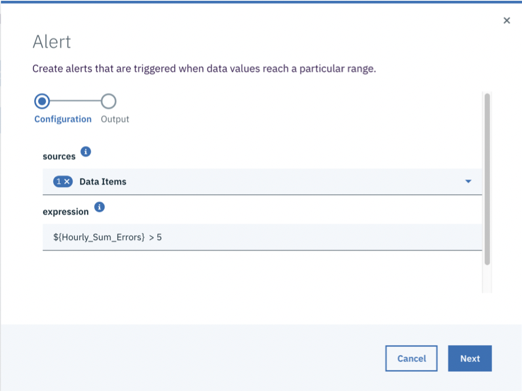 Alert
Create alerts that are triggered when data values reach a particular range.
Configuration Output
sources i
1 × Data Items
expression i
${Hourly_Sum_Errors} > 5
Cancel Next